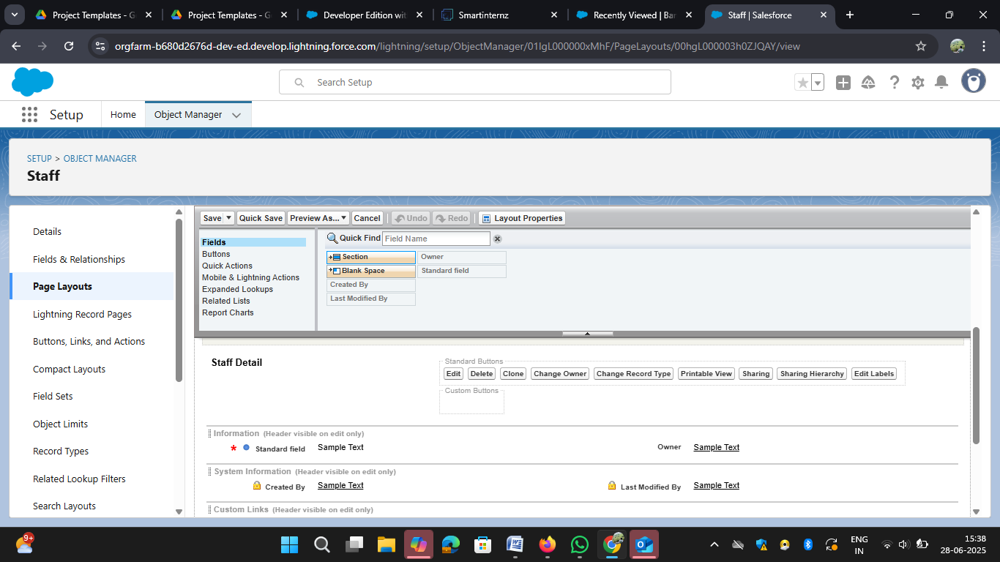 Project Templates - G
Project Templates - G
Developer Edition wit
Smartinternz
Recently Viewed | Bar
Staff | Salesforce
orgfarm-b680d2676d-dev-ed.develop.lightning.force.com/lightning/setup/ObjectManager/01IgL000000xMhF/PageLayouts/00hgL000003h0ZJQAY/view
Search Setup
Setup
Home
Object Manager
SETUP > OBJECT MANAGER
Staff
Details
Fields & Relationships
Page Layouts
Lightning Record Pages
Buttons, Links, and Actions
Compact Layouts
Field Sets
Object Limits
Record Types
Related Lookup Filters
Search Layouts
Save
Quick Save
Preview As...
Cancel
Undo
Redo
Layout Properties
Fields
Buttons
Quick Actions
Mobile & Lightning Actions
Expanded Lookups
Related Lists
Report Charts
Quick Find
Field Name
Section
Owner
Blank Space
Standard field
Created By
Last Modified By
Staff Detail
Standard Buttons
Edit
Delete
Clone
Change Owner
Change Record Type
Printable View
Sharing
Sharing Hierarchy
Edit Labels
Custom Buttons
Information (Header visible on edit only)
* Standard field Sample Text
Owner Sample Text
System Information (Header visible on edit only)
Created By Sample Text
Last Modified By Sample Text
Custom Links (Header visible on edit only)
9+
ENG
IN
15:38
28-06-2025